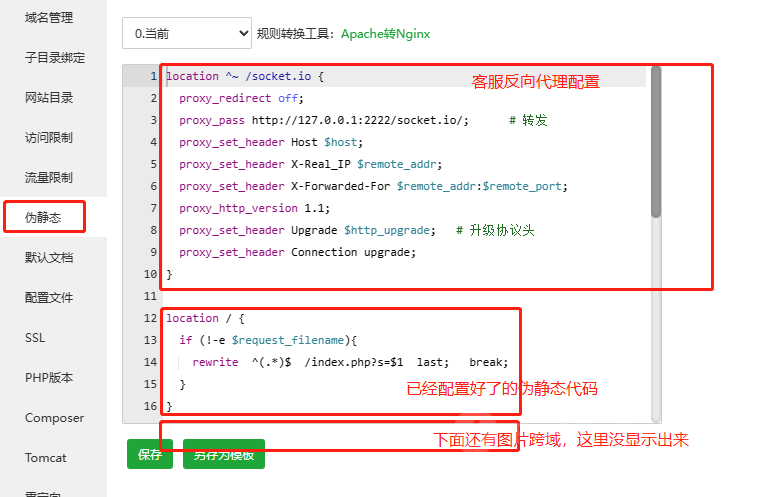 域名管理
子目录绑定
网站目录
访问限制
流量限制
伪静态
默认文档
配置文件
SSL
PHP版本
Composer
Tomcat
重定向
0.当前 规则转换工具：Apache转Nginx
客服反向代理配置
1 location ^~ /socket.io {
2 proxy_redirect off;
3 proxy_pass http://127.0.0.1:2222/socket.io/; # 转发
4 proxy_set_header Host $host;
5 proxy_set_header X-Real_IP $remote_addr;
6 proxy_set_header X-Forwarded-For $remote_addr:$remote_port;
7 proxy_http_version 1.1;
8 proxy_set_header Upgrade $http_upgrade; # 升级协议头
9 proxy_set_header Connection upgrade;
10 }
11
12 location / {
13 if (!-e $request_filename){
14 rewrite ^(.*)$ /index.php?s=$1 last; break;
15 }
16 }
已经配置好了的伪静态代码
下面还有图片跨域，这里没显示出来
保存 另存为模板